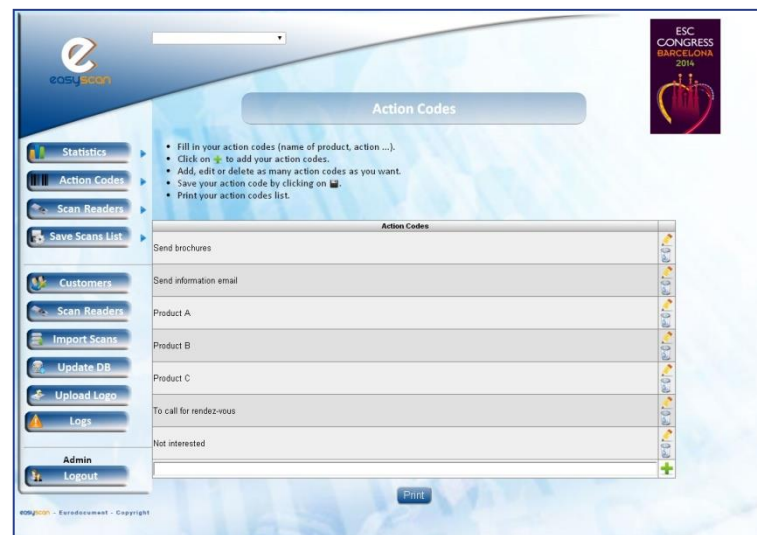 easyscan
ESC
CONGRESS
BARCELONA
2014
Action Codes
Statistics
Action Codes
Scan Readers
Save Scans List
Customers
Scan Readers
Import Scans
Update DB
Upload Logo
Logs
Admin
Logout
• Fill in your action codes (name of product, action ...).
• Click on to add your action codes.
• Add, edit or delete as many action codes as you want.
• Save your action code by clicking on .
• Print your action codes list.
Action Codes
Send brochures
Send information email
Product A
Product B
Product C
To call for rendez-vous
Not interested
Print
easyscan - Eurodocument - Copyright